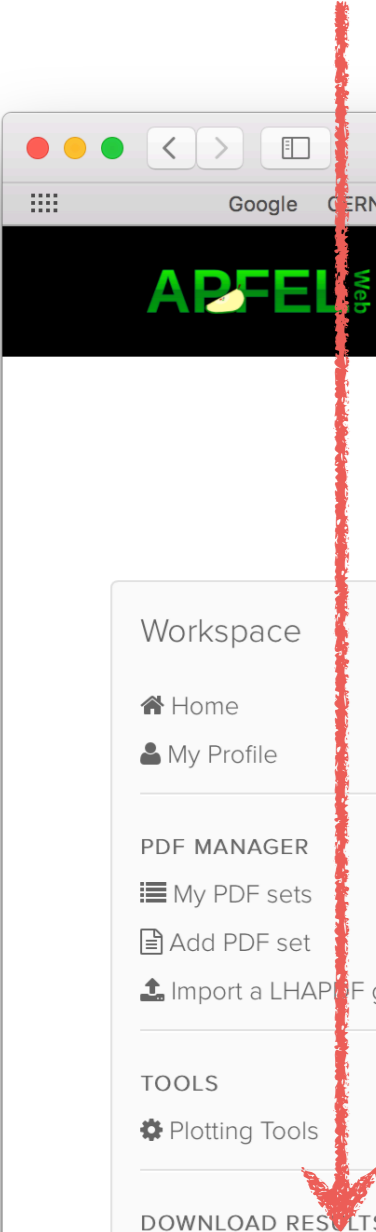 Google CERN
APFEL Web
Workspace
Home
My Profile
PDF MANAGER
My PDF sets
Add PDF set
Import a LHAPDF g
TOOLS
Plotting Tools
DOWNLOAD RESULTS